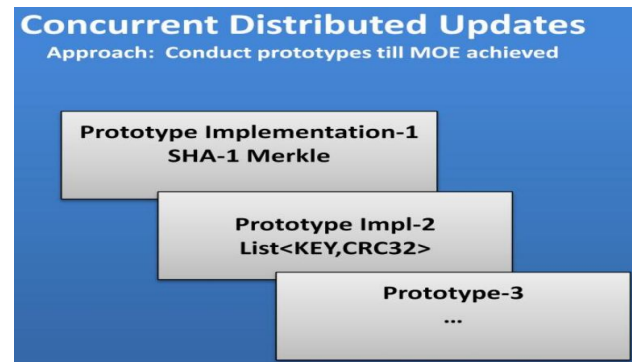 Concurrent Distributed Updates
Approach: Conduct prototypes till MOE achieved
Prototype Implementation-1
SHA-1 Merkle
Prototype Impl-2
List<KEY,CRC32>
Prototype-3
...